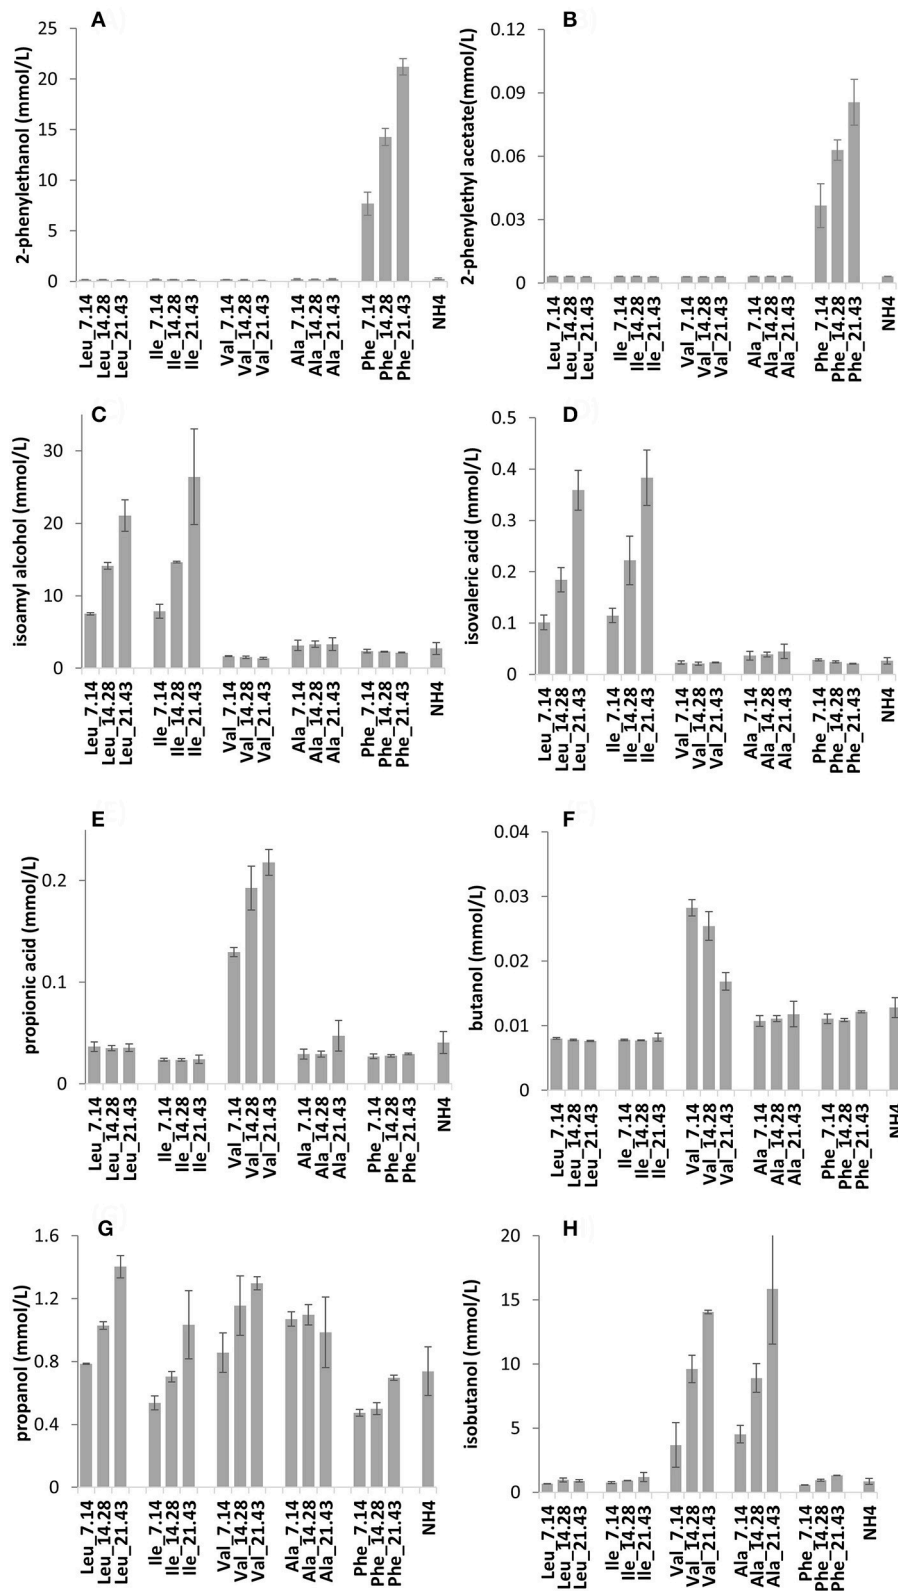 A
2-phenylethanol (mmol/L)
25
20
15
10
5
0
Leu_7.14
Leu_14.28
Leu_21.43
Ile_7.14
Ile_14.28
Ile_21.43
Val_7.14
Val_14.28
Val_21.43
Ala_7.14
Ala_14.28
Ala_21.43
Phe_7.14
Phe_14.28
Phe_21.43
NH4
B
2-phenylethyl acetate(mmol/L)
0.12
0.09
0.06
0.03
0
Leu_7.14
Leu_14.28
Leu_21.43
Ile_7.14
Ile_14.28
Ile_21.43
Val_7.14
Val_14.28
Val_21.43
Ala_7.14
Ala_14.28
Ala_21.43
Phe_7.14
Phe_14.28
Phe_21.43
NH4
C
isoamyl alcohol (mmol/L)
30
20
10
0
Leu_7.14
Leu_14.28
Leu_21.43
Ile_7.14
Ile_14.28
Ile_21.43
Val_7.14
Val_14.28
Val_21.43
Ala_7.14
Ala_14.28
Ala_21.43
Phe_7.14
Phe_14.28
Phe_21.43
NH4
D
isovaleric acid (mmol/L)
0.5
0.4
0.3
0.2
0.1
0
Leu_7.14
Leu_14.28
Leu_21.43
Ile_7.14
Ile_14.28
Ile_21.43
Val_7.14
Val_14.28
Val_21.43
Ala_7.14
Ala_14.28
Ala_21.43
Phe_7.14
Phe_14.28
Phe_21.43
NH4
E
propionic acid (mmol/L)
0.2
0.1
0
Leu_7.14
Leu_14.28
Leu_21.43
Ile_7.14
Ile_14.28
Ile_21.43
Val_7.14
Val_14.28
Val_21.43
Ala_7.14
Ala_14.28
Ala_21.43
Phe_7.14
Phe_14.28
Phe_21.43
NH4
F
butanol (mmol/L)
0.04
0.03
0.02
0.01
0
Leu_7.14
Leu_14.28
Leu_21.43
Ile_7.14
Ile_14.28
Ile_21.43
Val_7.14
Val_14.28
Val_21.43
Ala_7.14
Ala_14.28
Ala_21.43
Phe_7.14
Phe_14.28
Phe_21.43
NH4
G
propanol (mmol/L)
1.6
1.2
0.8
0.4
0
Leu_7.14
Leu_14.28
Leu_21.43
Ile_7.14
Ile_14.28
Ile_21.43
Val_7.14
Val_14.28
Val_21.43
Ala_7.14
Ala_14.28
Ala_21.43
Phe_7.14
Phe_14.28
Phe_21.43
NH4
H
isobutanol (mmol/L)
20
15
10
5
0
Leu_7.14
Leu_14.28
Leu_21.43
Ile_7.14
Ile_14.28
Ile_21.43
Val_7.14
Val_14.28
Val_21.43
Ala_7.14
Ala_14.28
Ala_21.43
Phe_7.14
Phe_14.28
Phe_21.43
NH4